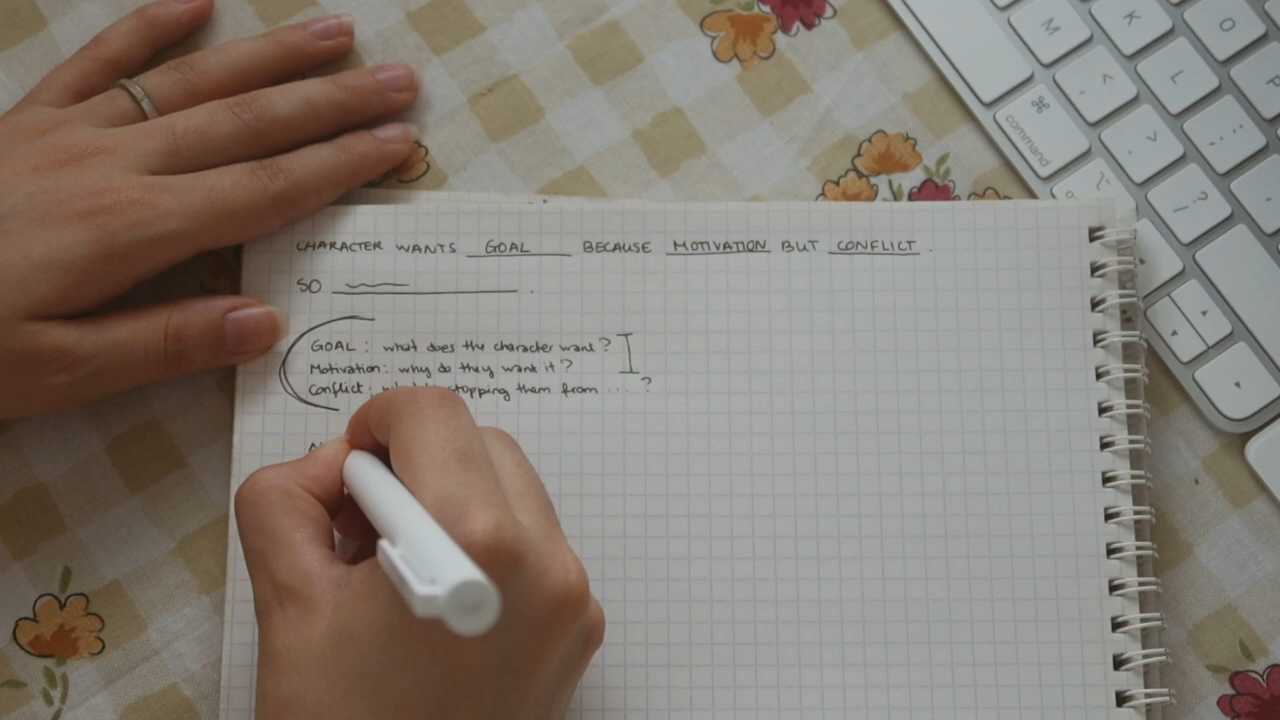 CHARACTER WANTS GOAL BECAUSE MOTIVATION BUT CONFLICT.
SO
GOAL: what does the character want?
Motivation: why do they want it?
Conflict: stopping them from ...?
M
K
O
<
,
L
P
⌘
command
>
.
:
;
⌥
?
/